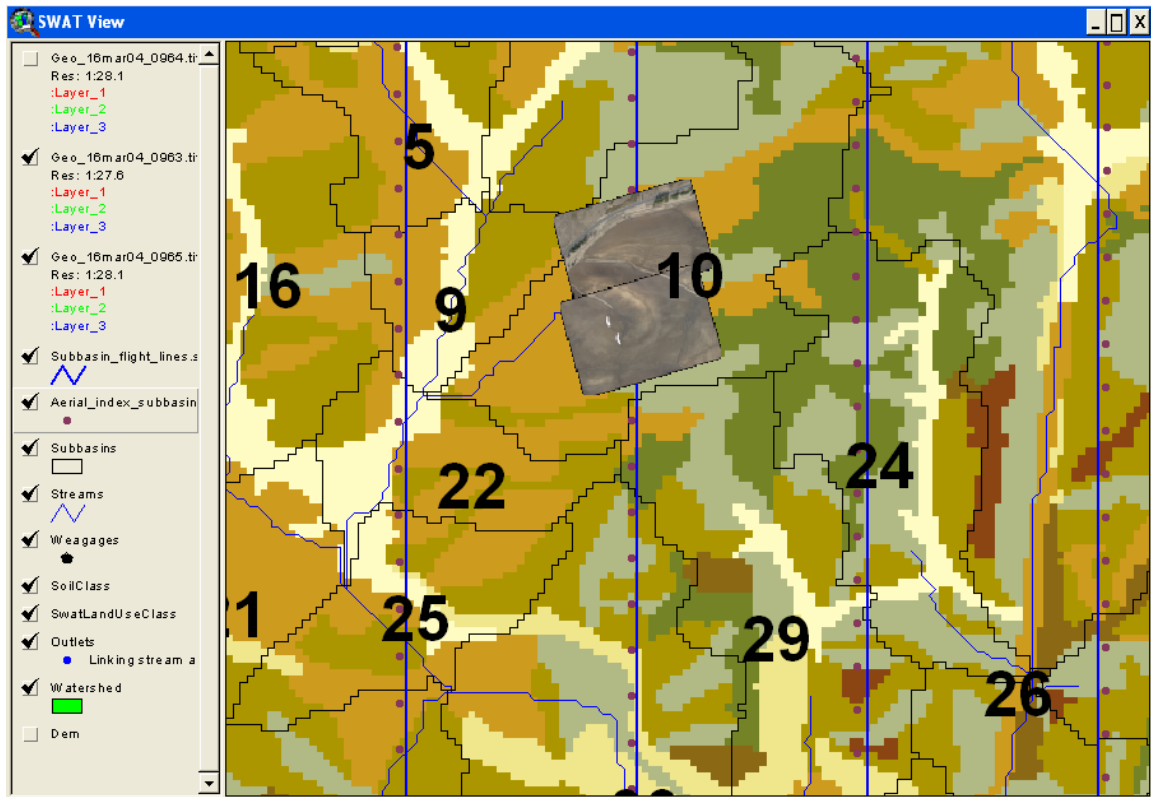 SWAT View
Geo_16mar04_0964.tif
Res: 1:28.1
:Layer_1
:Layer_2
:Layer_3
Geo_16mar04_0963.tif
Res: 1:27.6
:Layer_1
:Layer_2
:Layer_3
Geo_16mar04_0965.tif
Res: 1:28.1
:Layer_1
:Layer_2
:Layer_3
Subbasin_flight_lines.s
Aerial_index_subbasin
Subbasins
Streams
Weagages
SoilClass
SwatLandUseClass
Outlets
Linking stream a
Watershed
Dem
5
16
10
9
24
22
21
25
29
26